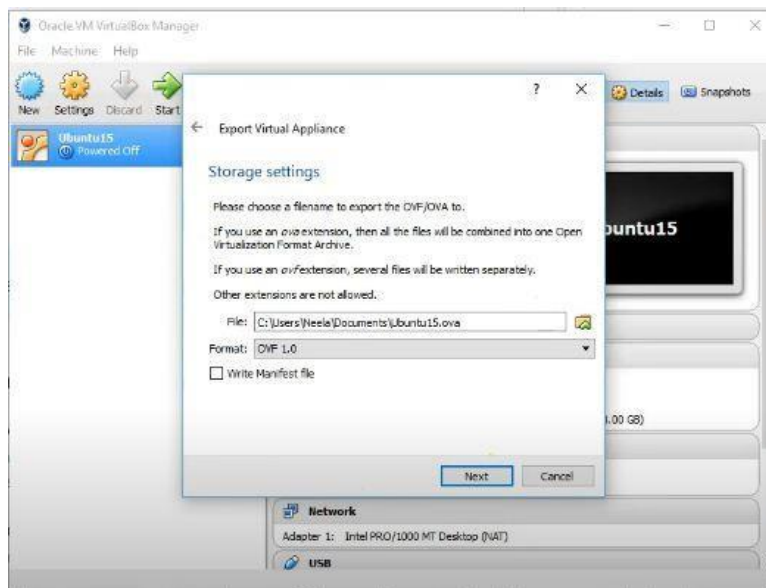 Oracle VM VirtualBox Manager
File Machine Help
New Settings Discard Start
Details Snapshots
Ubuntu15
Powered Off
? ×
Export Virtual Appliance
Storage settings
Please choose a filename to export the OVF/OVA to.
If you use an ova extension, then all the files will be combined into one Open
Virtualization Format Archive.
If you use an ovf extension, several files will be written separately.
Other extensions are not allowed.
File: C:\Users\Neela\Documents\Ubuntu15.ova
Format: OVF 1.0
Write Manifest file
Next Cancel
buntu15
.00 GB)
Network
Adapter 1: Intel PRO/1000 MT Desktop (NAT)
USB